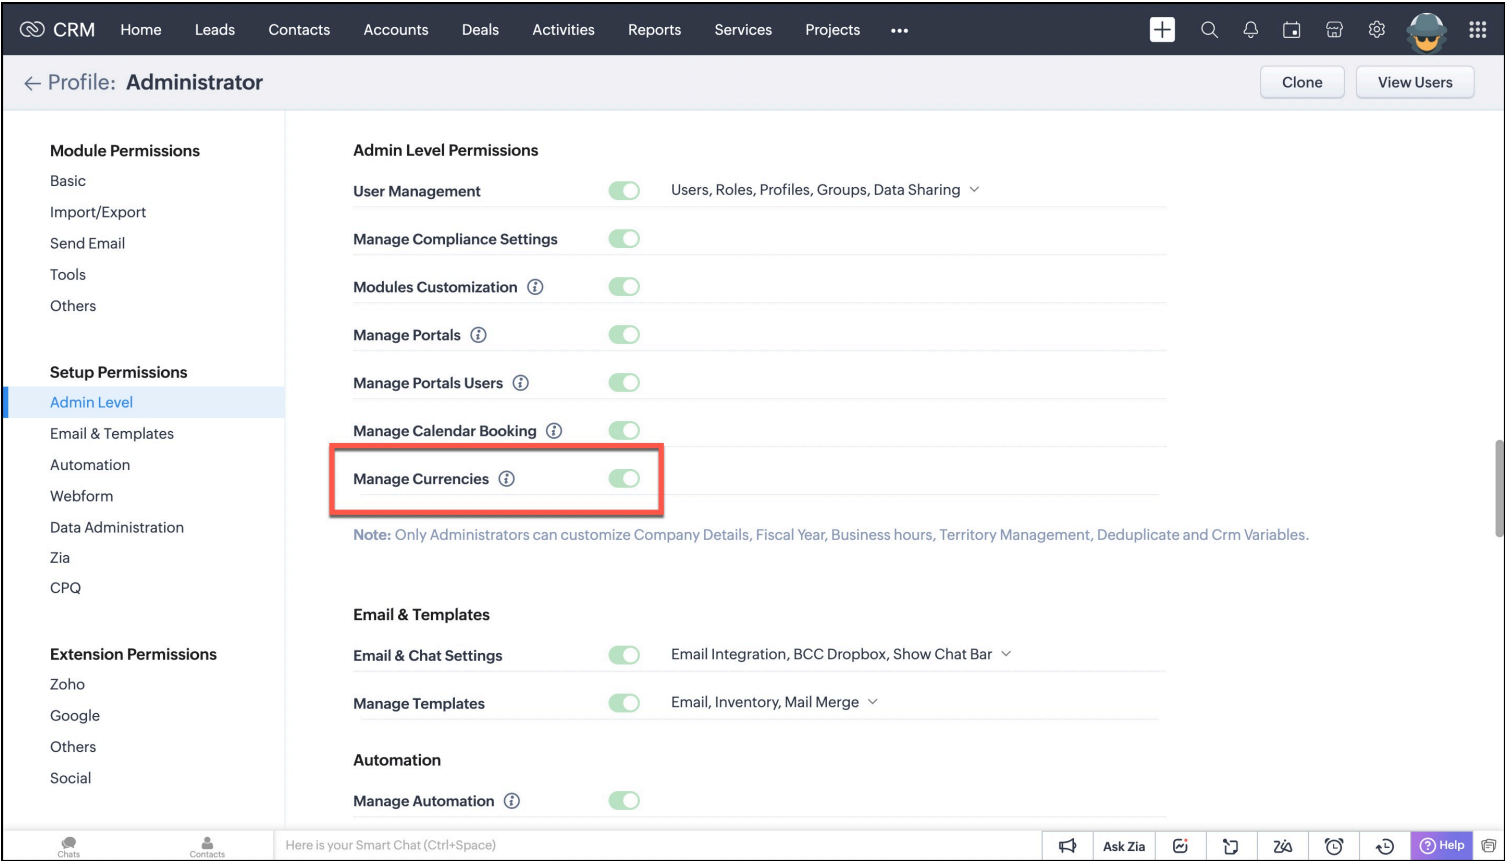 CRM Home Leads Contacts Accounts Deals Activities Reports Services Projects •••
← Profile: Administrator Clone View Users
Module Permissions
Basic
Import/Export
Send Email
Tools
Others
Setup Permissions
Admin Level
Email & Templates
Automation
Webform
Data Administration
Zia
CPQ
Extension Permissions
Zoho
Google
Others
Social
Admin Level Permissions
User Management Users, Roles, Profiles, Groups, Data Sharing
Manage Compliance Settings
Modules Customization
Manage Portals
Manage Portals Users
Manage Calendar Booking
Manage Currencies
Note: Only Administrators can customize Company Details, Fiscal Year, Business hours, Territory Management, Deduplicate and Crm Variables.
Email & Templates
Email & Chat Settings Email Integration, BCC Dropbox, Show Chat Bar
Manage Templates Email, Inventory, Mail Merge
Automation
Manage Automation
Chats Contacts Here is your Smart Chat (Ctrl+Space) Ask Zia Help